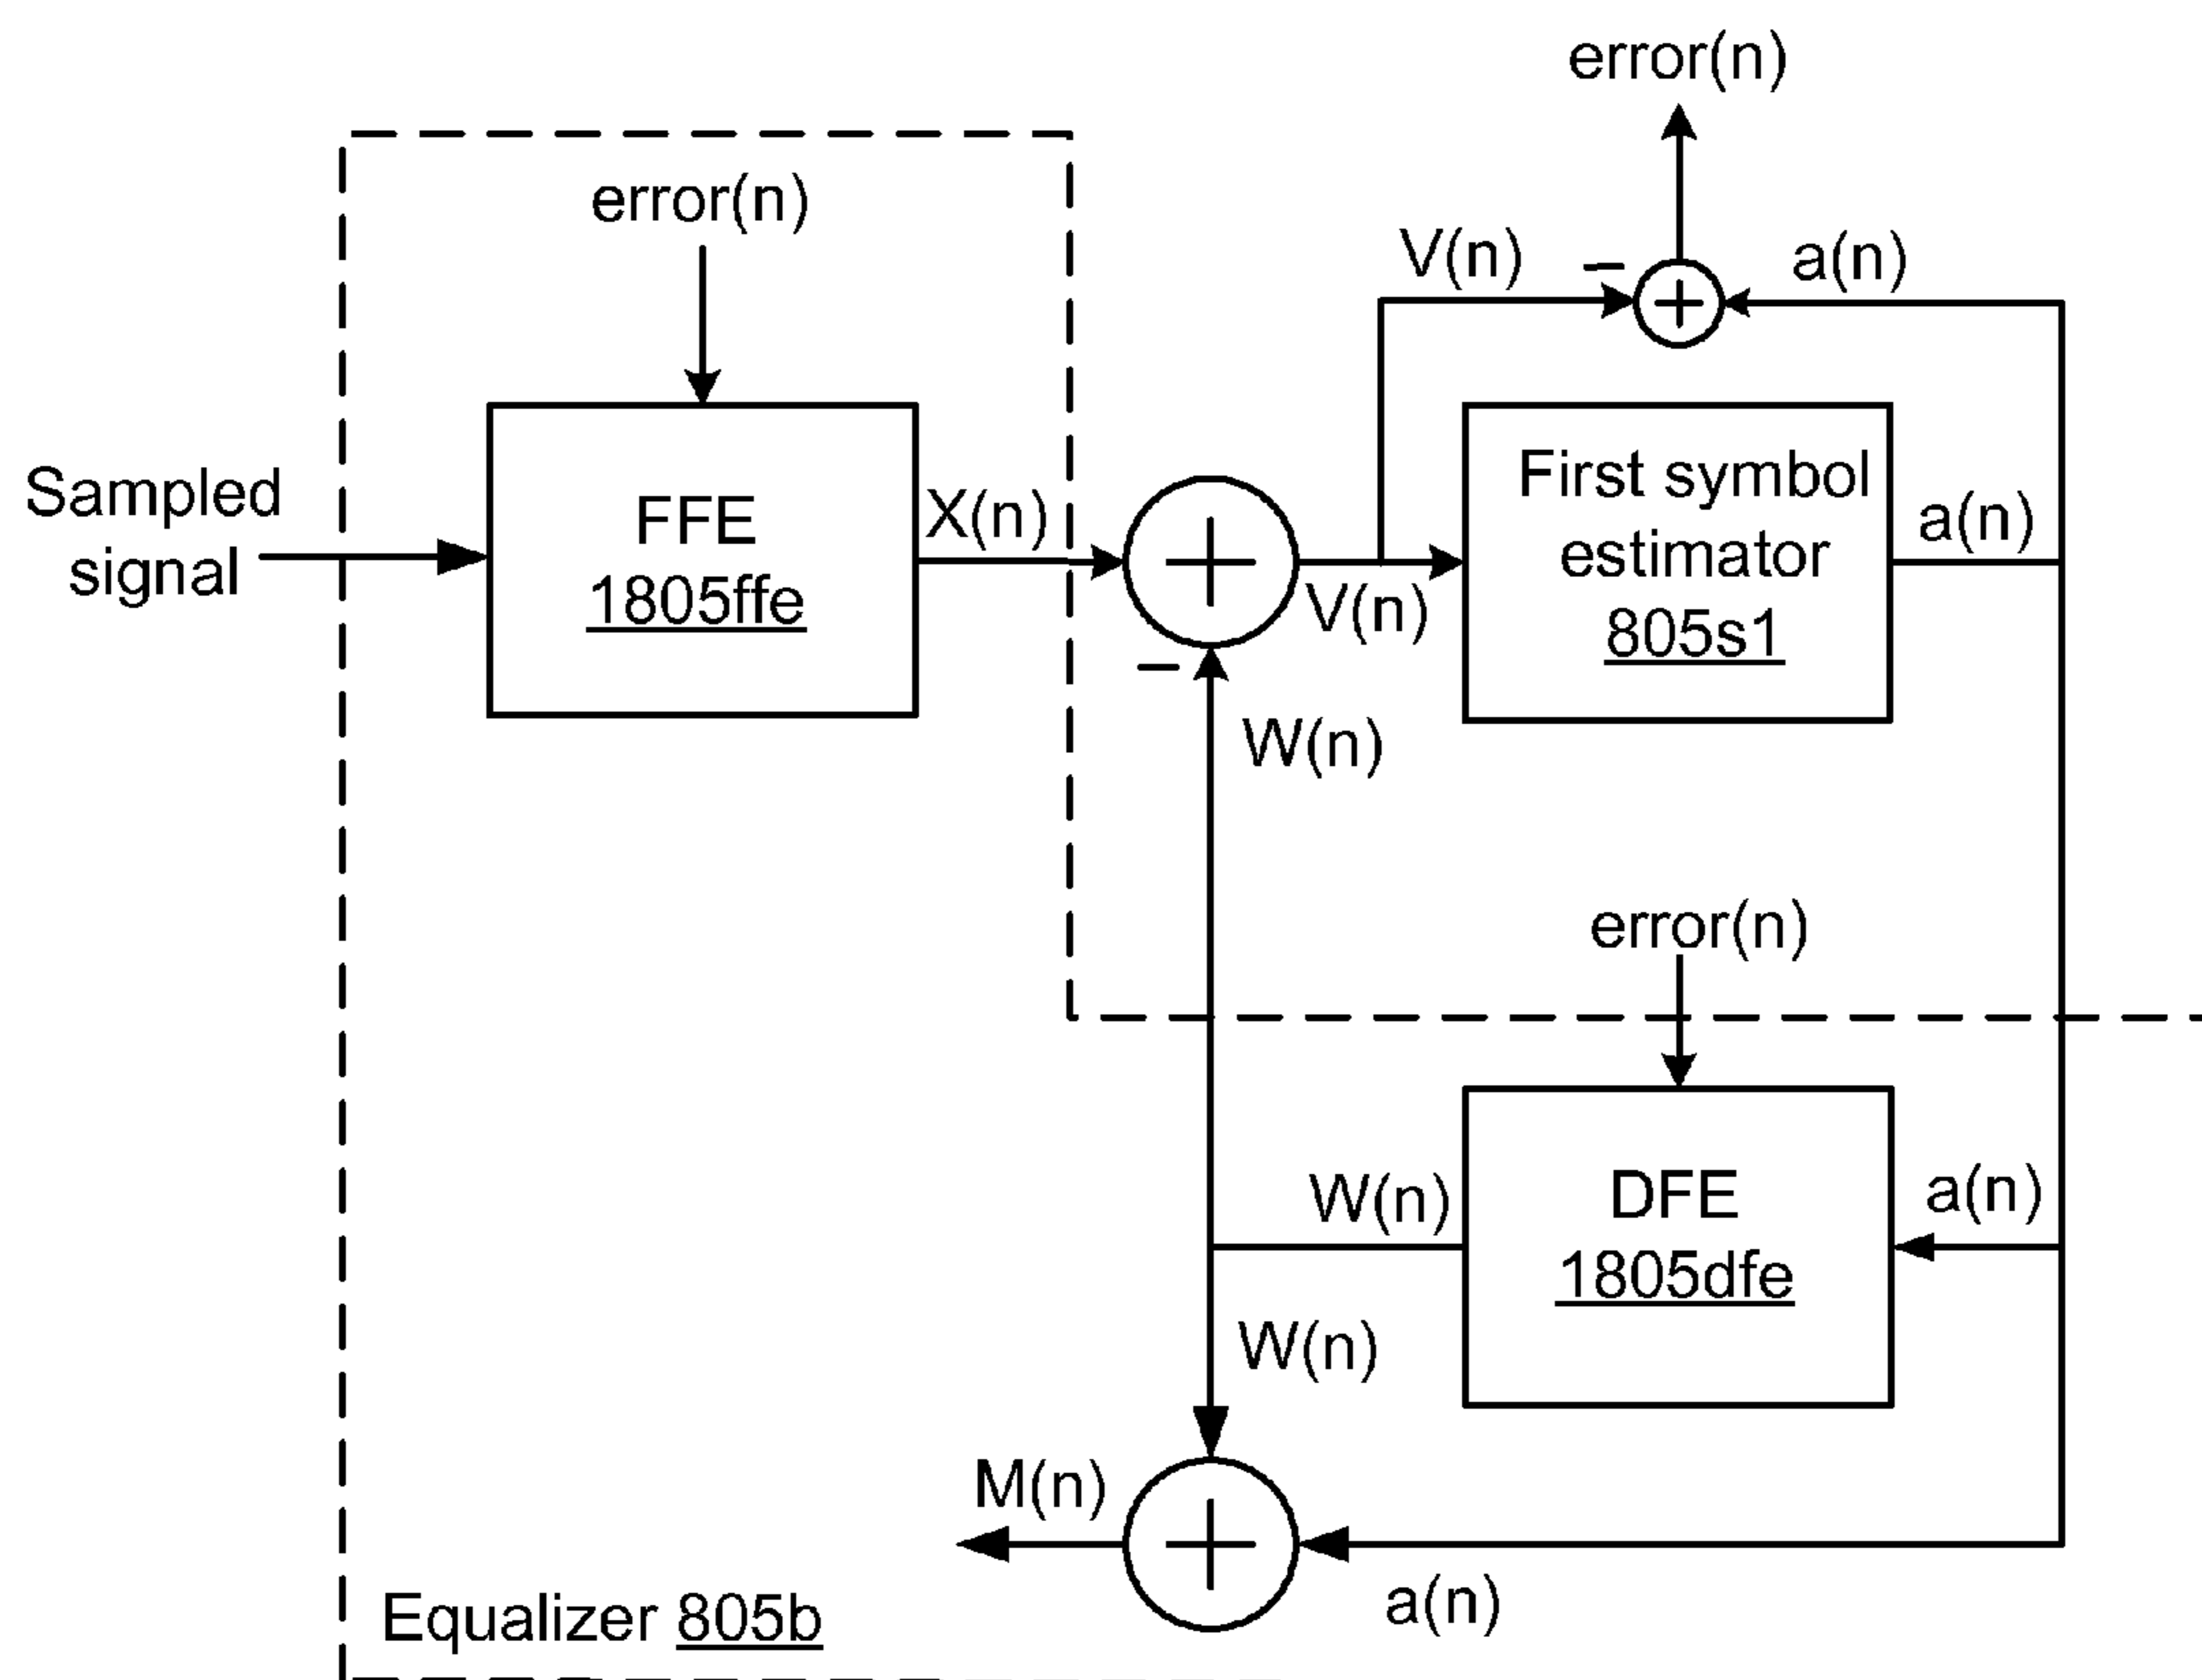 error(n)
error(n)
V(n)
–
a(n)
Sampled
signal
FFE
1805ffe
X(n)
+
V(n)
First symbol
estimator
805s1
a(n)
+
–
W(n)
error(n)
W(n)
DFE
1805dfe
a(n)
W(n)
M(n)
+
a(n)
Equalizer 805b